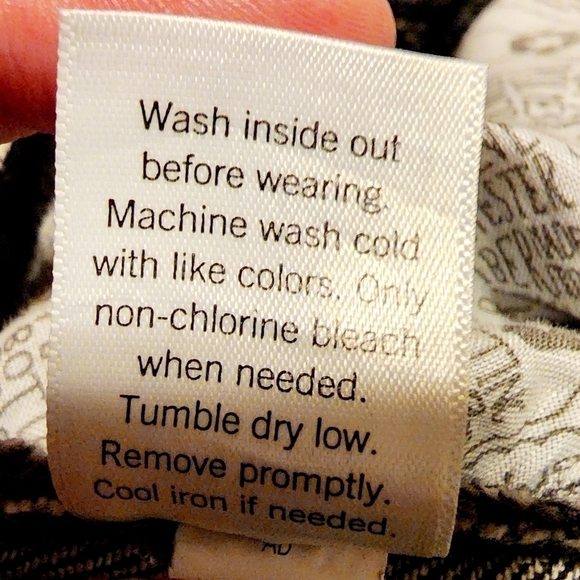 Wash inside out
before wearing.
Machine wash cold
with like colors. Only
non-chlorine bleach
when needed.
Tumble dry low.
Remove promptly.
Cool iron if needed.
AD